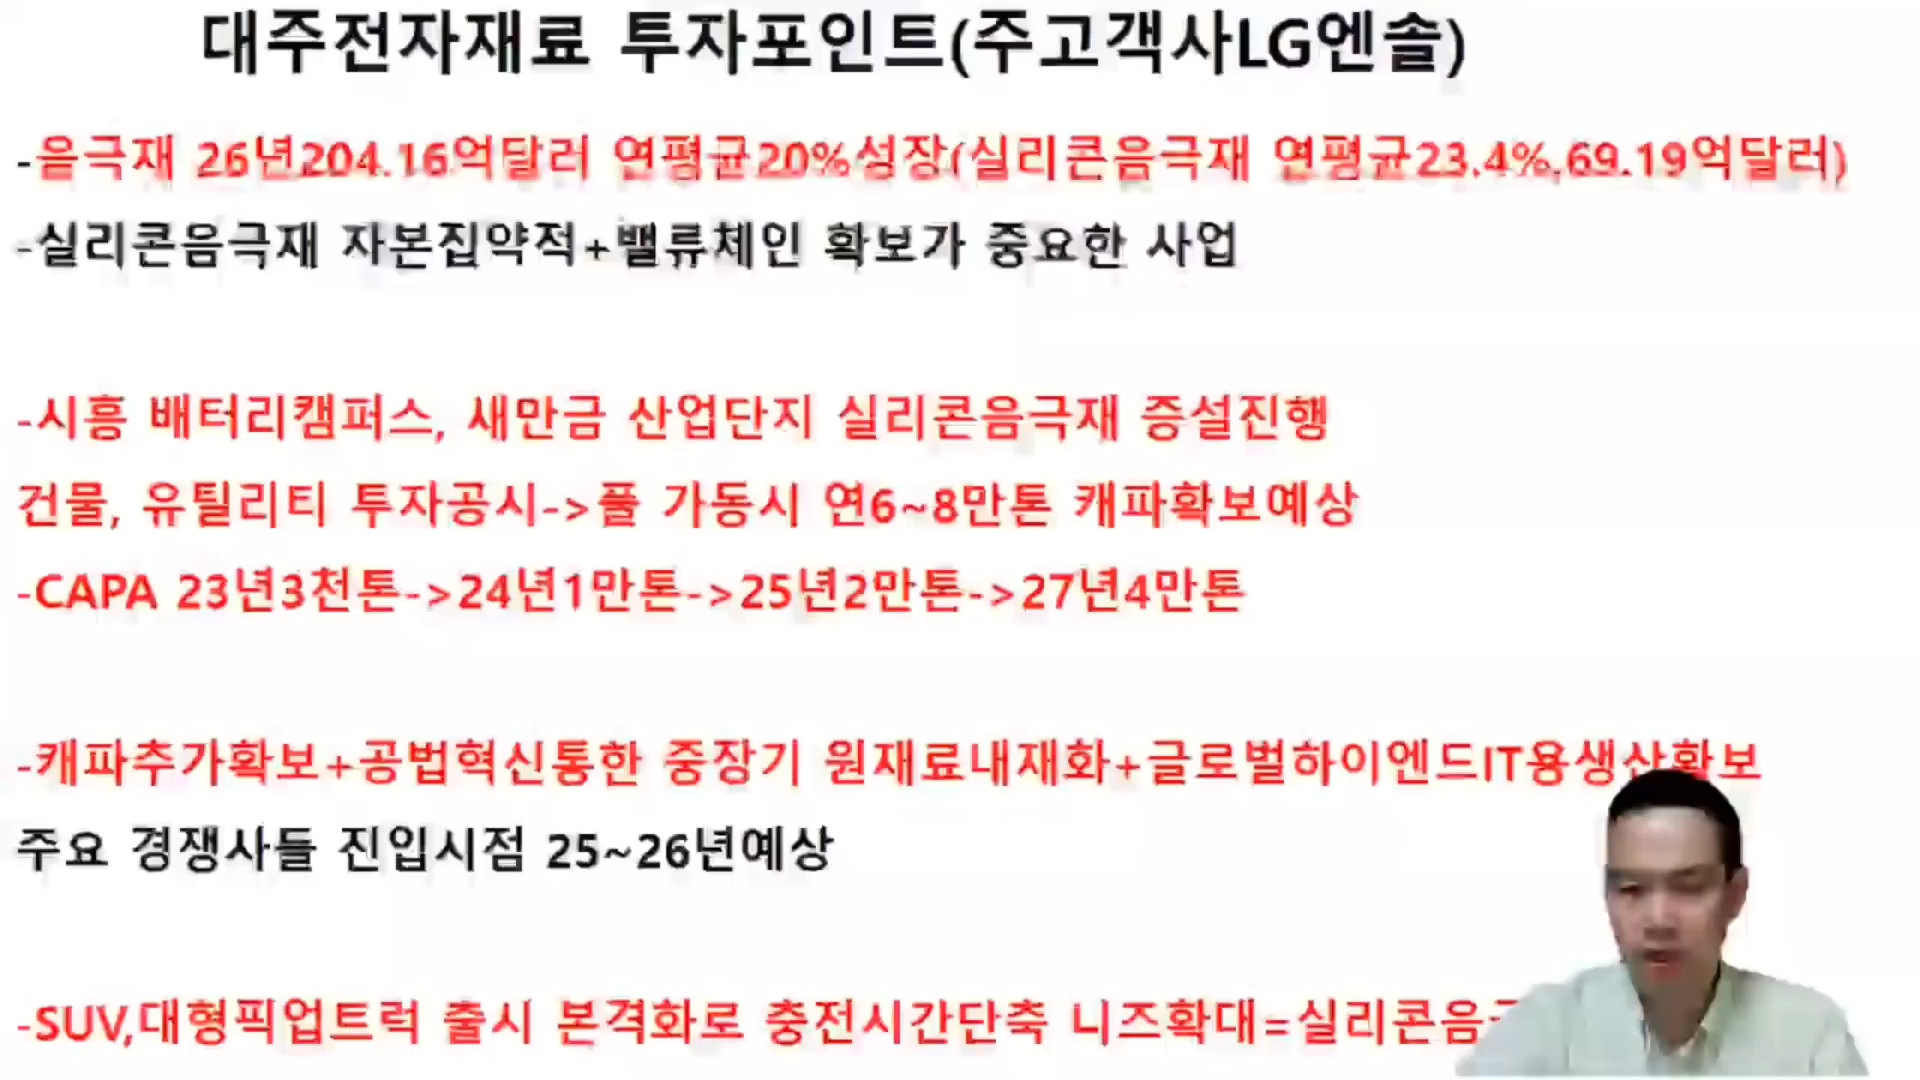 대주전자재료 투자포인트(주고객사LG엔솔)
-음극재 26년204.16억달러 연평균20%성장(실리콘음극재 연평균23.4%,69.19억달러)
-실리콘음극재 자본집약적+밸류체인 확보가 중요한 사업
-시흥 배터리캠퍼스, 새만금 산업단지 실리콘음극재 증설진행
건물, 유틸리티 투자공시->풀 가동시 연6~8만톤 캐파확보예상
-CAPA 23년3천톤->24년1만톤->25년2만톤->27년4만톤
-캐파추가확보+공법혁신통한 중장기 원재료내재화+글로벌하이엔드IT용생산확보
주요 경쟁사들 진입시점 25~26년예상
-SUV,대형픽업트럭 출시 본격화로 충전시간단축 니즈확대=실리콘음